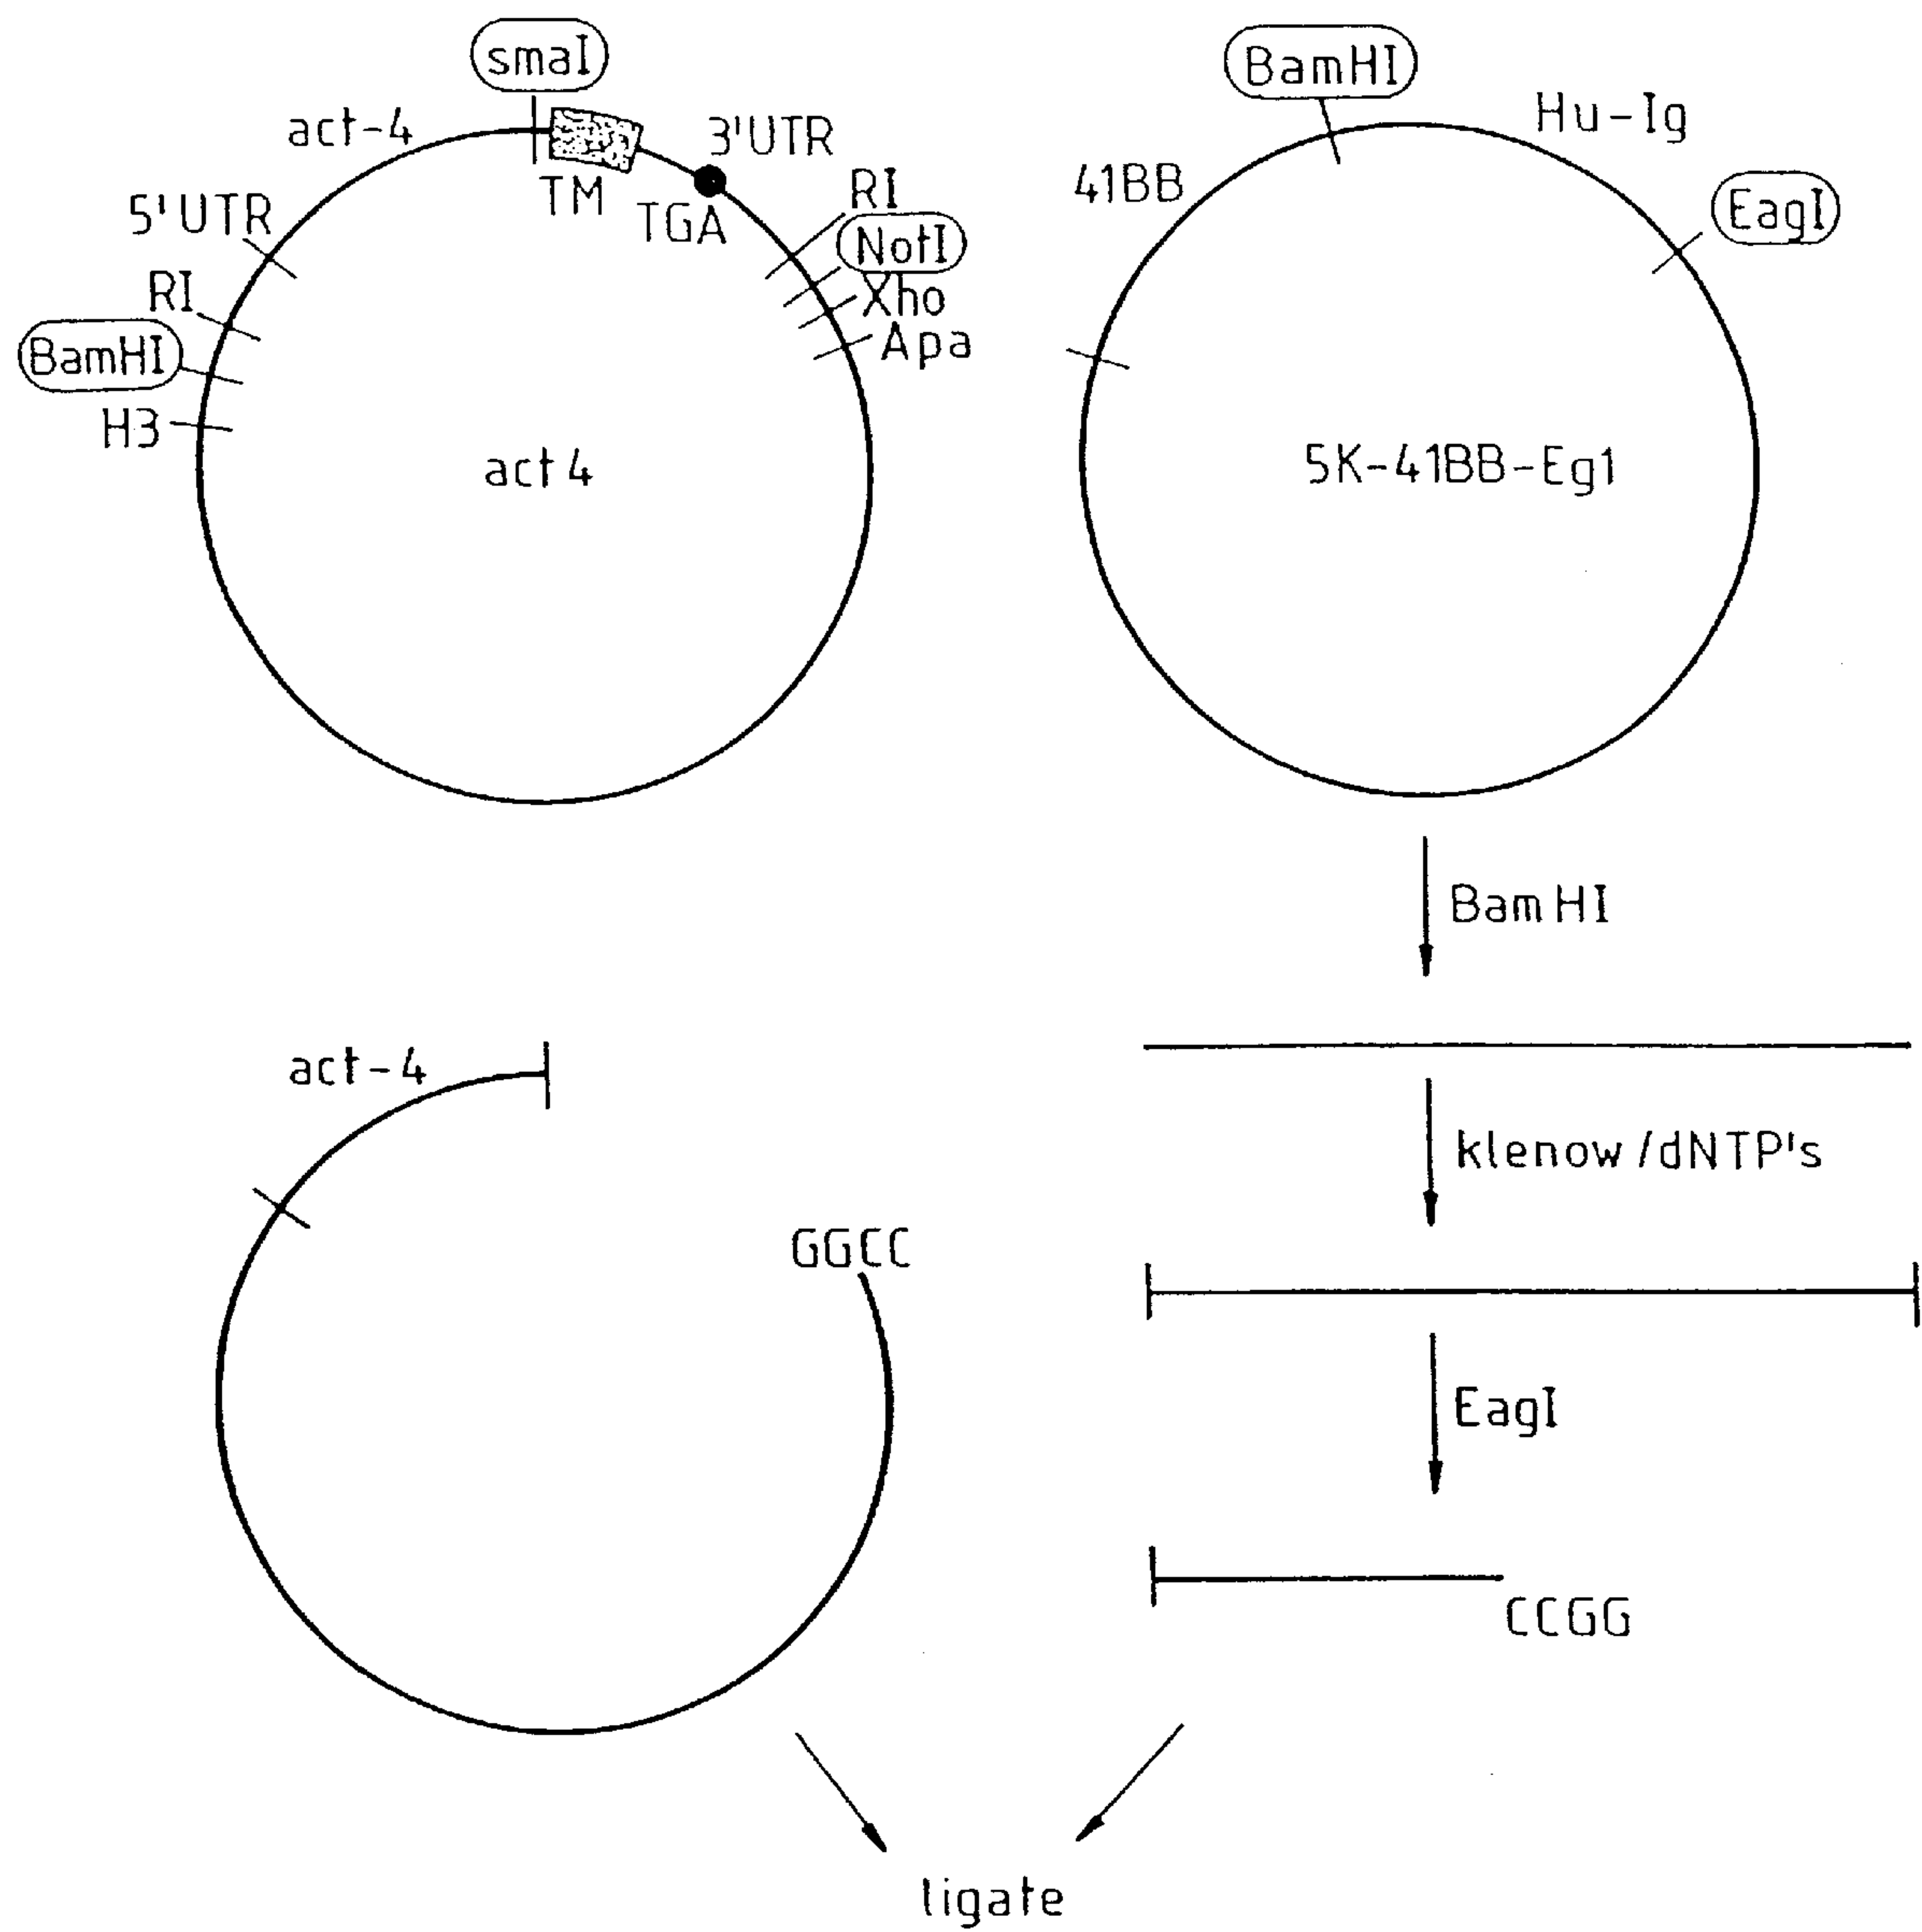 smaI
act-4
3'UTR
TM
TGA
5'UTR
RI
RI
NotI
Xho
Apa
BamHI
H3
act 4
BamHI
Hu-Ig
41BB
EagI
5K-41BB-Eg1
BamHI
klenow/dNTP's
EagI
CCGG
act-4
GGCC
ligate